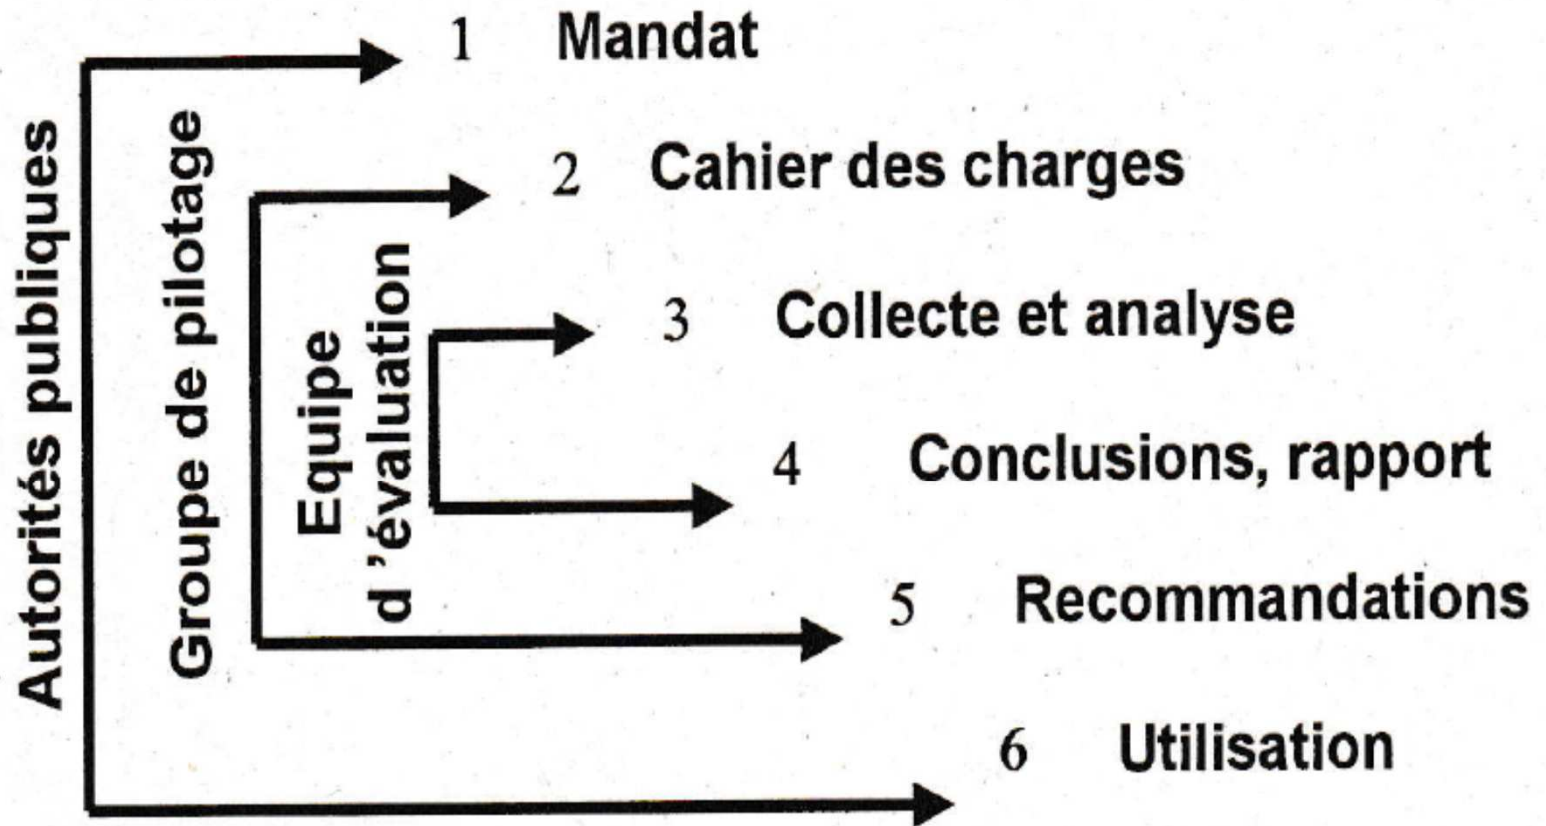 1 Mandat
2 Cahier des charges
3 Collecte et analyse
4 Conclusions, rapport
5 Recommandations
6 Utilisation
Autorités publiques
Groupe de pilotage
Equipe
d 'évaluation